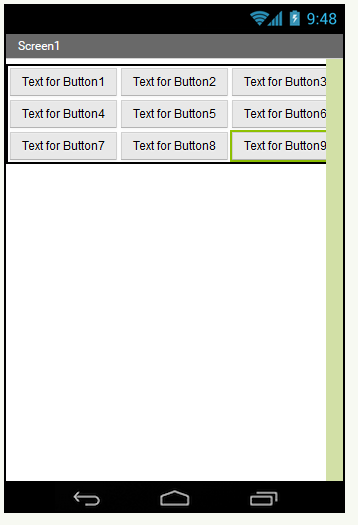 9:48
Screen1
Text for Button1 Text for Button2 Text for Button3
Text for Button4 Text for Button5 Text for Button6
Text for Button7 Text for Button8 Text for Button9